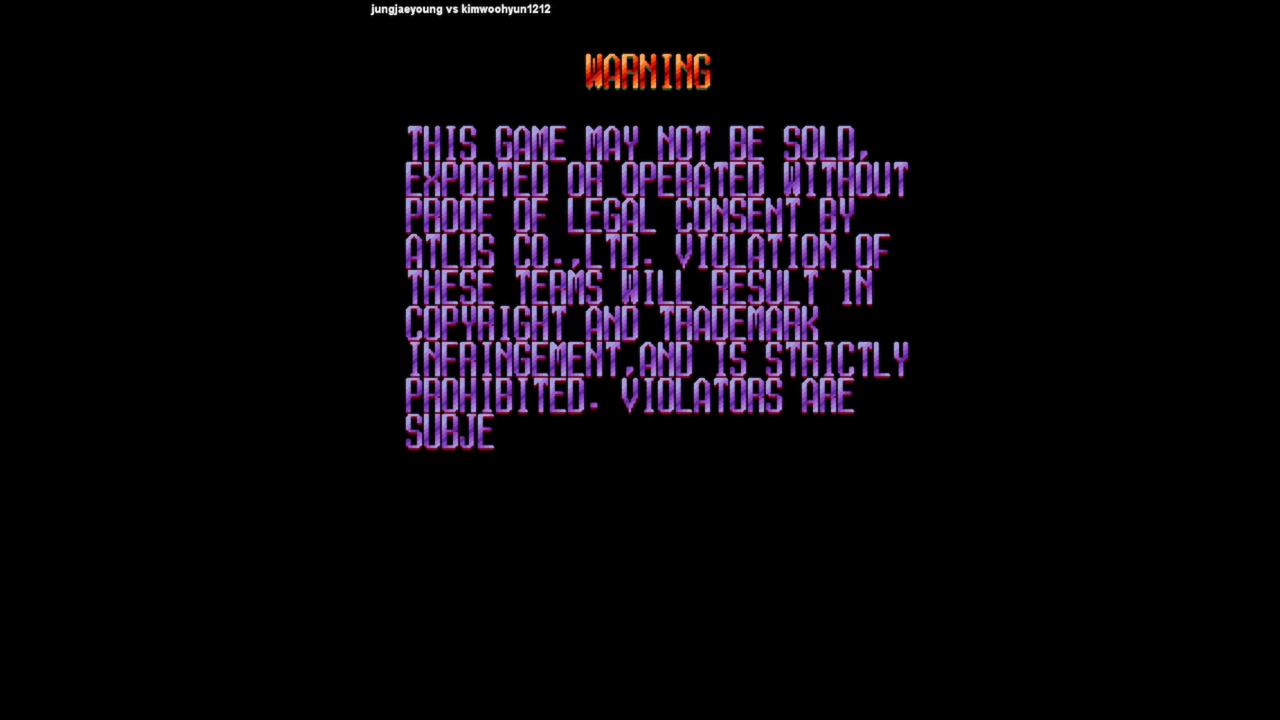 jungjaeyoung vs kimwoohyun1212
WARNING
THIS GAME MAY NOT BE SOLD,
EXPORTED OR OPERATED WITHOUT
PROOF OF LEGAL CONSENT BY
ATLUS CO.,LTD. VIOLATION OF
THESE TERMS WILL RESULT IN
COPYRIGHT AND TRADEMARK
INFRINGEMENT,AND IS STRICTLY
PROHIBITED. VIOLATORS ARE
SUBJE